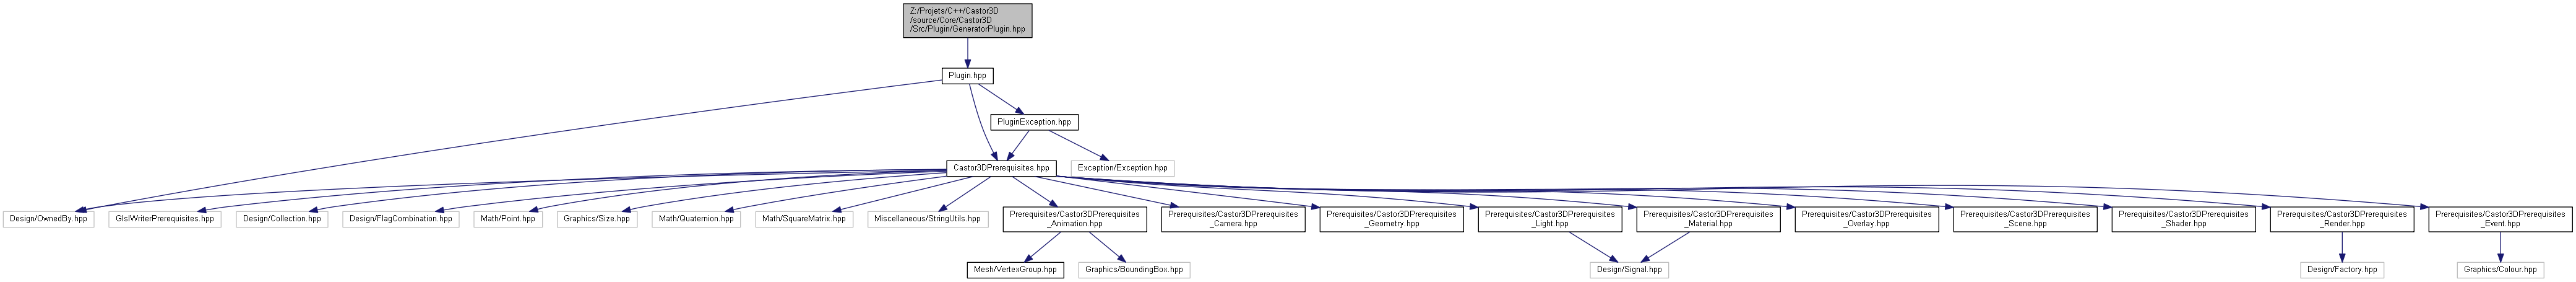 Z:/Projets/C++/Castor3D
/source/Core/Castor3D
/Src/Plugin/GeneratorPlugin.hpp
Plugin.hpp
PluginException.hpp
Castor3DPrerequisites.hpp
Exception/Exception.hpp
Design/OwnedBy.hpp
GlslWriterPrerequisites.hpp
Design/Collection.hpp
Design/FlagCombination.hpp
Math/Point.hpp
Graphics/Size.hpp
Math/Quaternion.hpp
Math/SquareMatrix.hpp
Miscellaneous/StringUtils.hpp
Prerequisites/Castor3DPrerequisites
_Animation.hpp
Prerequisites/Castor3DPrerequisites
_Camera.hpp
Prerequisites/Castor3DPrerequisites
_Geometry.hpp
Prerequisites/Castor3DPrerequisites
_Light.hpp
Prerequisites/Castor3DPrerequisites
_Material.hpp
Prerequisites/Castor3DPrerequisites
_Overlay.hpp
Prerequisites/Castor3DPrerequisites
_Scene.hpp
Prerequisites/Castor3DPrerequisites
_Shader.hpp
Prerequisites/Castor3DPrerequisites
_Render.hpp
Prerequisites/Castor3DPrerequisites
_Event.hpp
Mesh/VertexGroup.hpp
Graphics/BoundingBox.hpp
Design/Signal.hpp
Design/Factory.hpp
Graphics/Colour.hpp